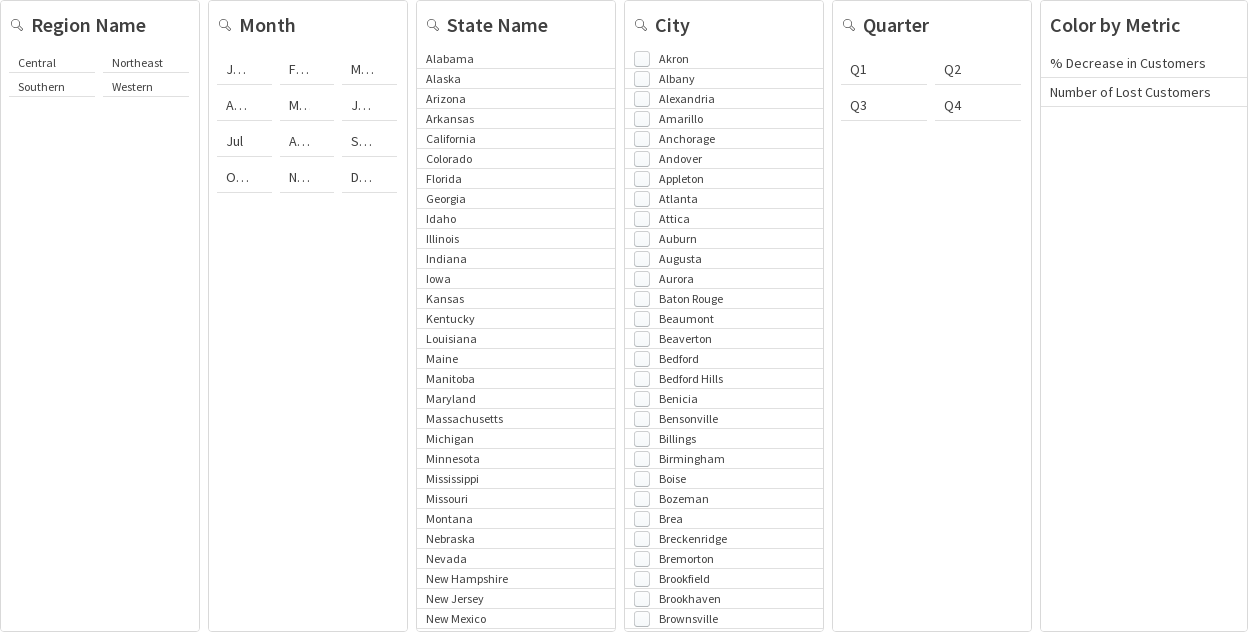 Region Name
Central
Northeast
Southern
Western
Month
J…
F…
M…
A…
M..
J…
Jul
A…
S…
O…
N…
D…
State Name
Alabama
Alaska
Arizona
Arkansas
California
Colorado
Florida
Georgia
Idaho
Illinois
Indiana
Iowa
Kansas
Kentucky
Louisiana
Maine
Manitoba
Maryland
Massachusetts
Michigan
Minnesota
Mississippi
Missouri
Montana
Nebraska
Nevada
New Hampshire
New Jersey
New Mexico
City
Akron
Albany
Alexandria
Amarillo
Anchorage
Andover
Appleton
Atlanta
Attica
Auburn
Augusta
Aurora
Baton Rouge
Beaumont
Beaverton
Bedford
Bedford Hills
Benicia
Bensonville
Billings
Birmingham
Boise
Bozeman
Brea
Breckenridge
Bremorton
Brookfield
Brookhaven
Brownsville
Quarter
Q1
Q2
Q3
Q4
Color by Metric
% Decrease in Customers
Number of Lost Customers